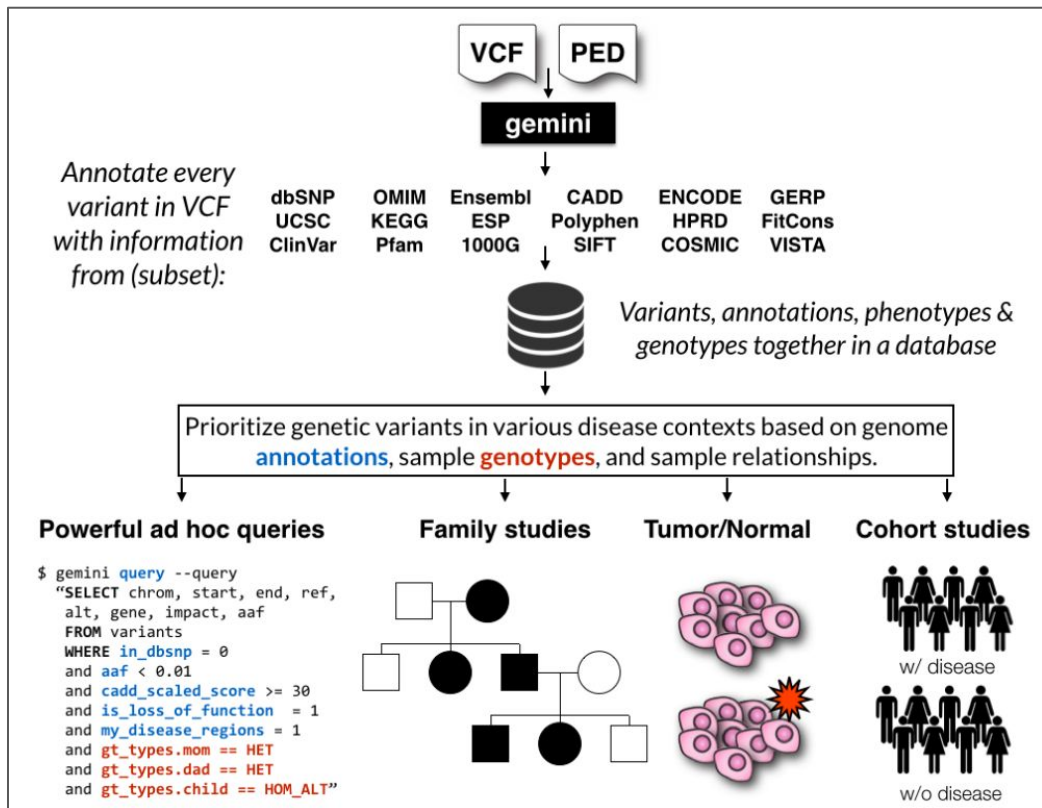 VCF PED
gemini
Annotate every
variant in VCF
with information
from (subset):
dbSNP OMIM Ensembl CADD ENCODE GERP
UCSC KEGG ESP Polyphen HPRD FitCons
ClinVar Pfam 1000G SIFT COSMIC VISTA
Variants, annotations, phenotypes &
genotypes together in a database
Prioritize genetic variants in various disease contexts based on genome
annotations, sample genotypes, and sample relationships.
Powerful ad hoc queries
$ gemini query --query
“SELECT chrom, start, end, ref,
alt, gene, impact, aaf
FROM variants
WHERE in_dbsnp = 0
and aaf < 0.01
and cadd_scaled_score >= 30
and is_loss_of_function = 1
and my_disease_regions = 1
and gt_types.mom == HET
and gt_types.dad == HET
and gt_types.child == HOM_ALT”
Family studies
Tumor/Normal
Cohort studies
w/ disease
w/o disease